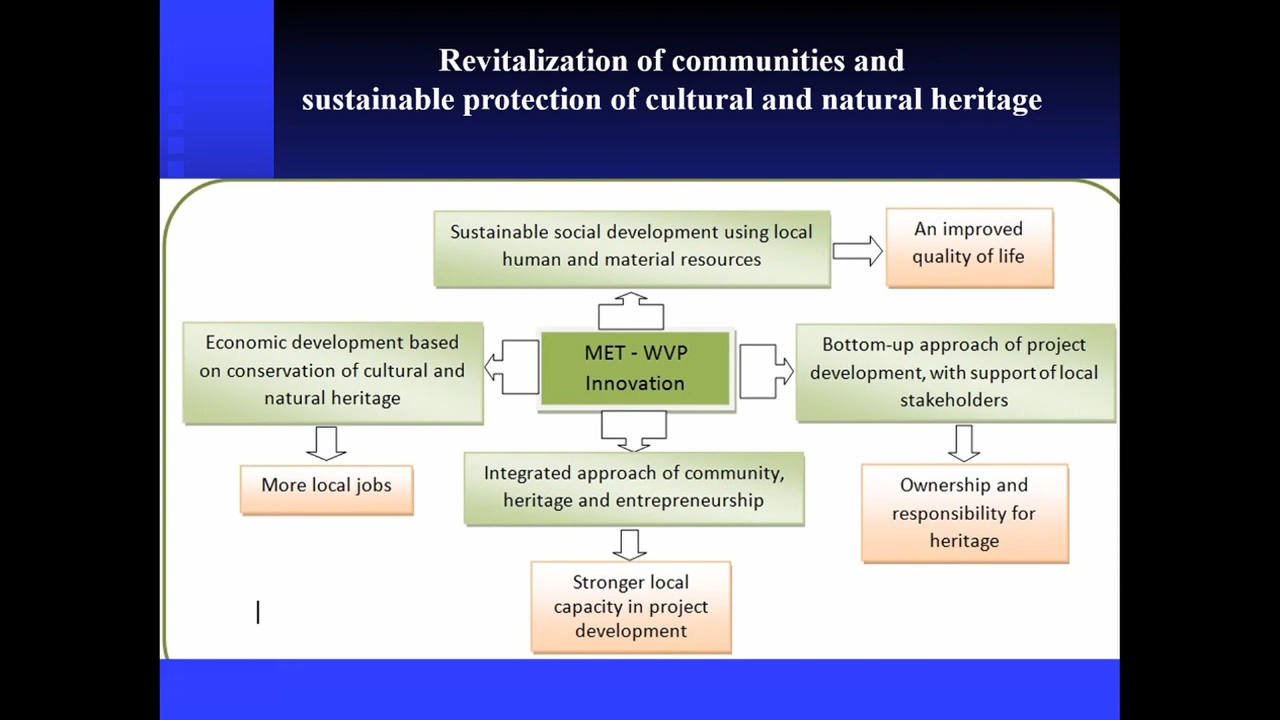 Revitalization of communities and
sustainable protection of cultural and natural heritage
Sustainable social development using local
human and material resources
An improved
quality of life
Economic development based
on conservation of cultural and
natural heritage
MET - WVP
Innovation
Bottom-up approach of project
development, with support of local
stakeholders
More local jobs
Integrated approach of community,
heritage and entrepreneurship
Ownership and
responsibility for
heritage
Stronger local
capacity in project
development